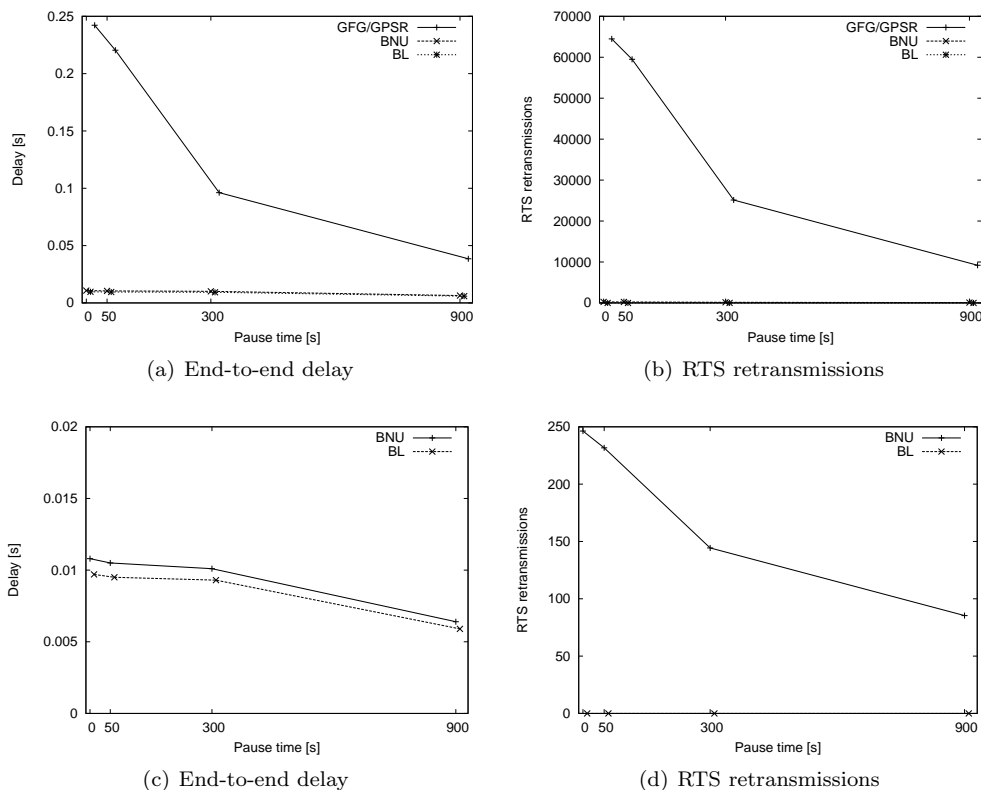 0.25
0.2
0.15
0.1
0.05
0
Delay [s]
GFG/GPSR
BNU
BL
0 50 300 900
Pause time [s]
(a) End-to-end delay
70000
60000
50000
40000
30000
20000
10000
0
RTS retransmissions
GFG/GPSR
BNU
BL
0 50 300 900
Pause time [s]
(b) RTS retransmissions
0.02
0.015
0.01
0.005
0
Delay [s]
BNU
BL
0 50 300 900
Pause time [s]
(c) End-to-end delay
250
200
150
100
50
0
RTS retransmissions
BNU
BL
0 50 300 900
Pause time [s]
(d) RTS retransmissions